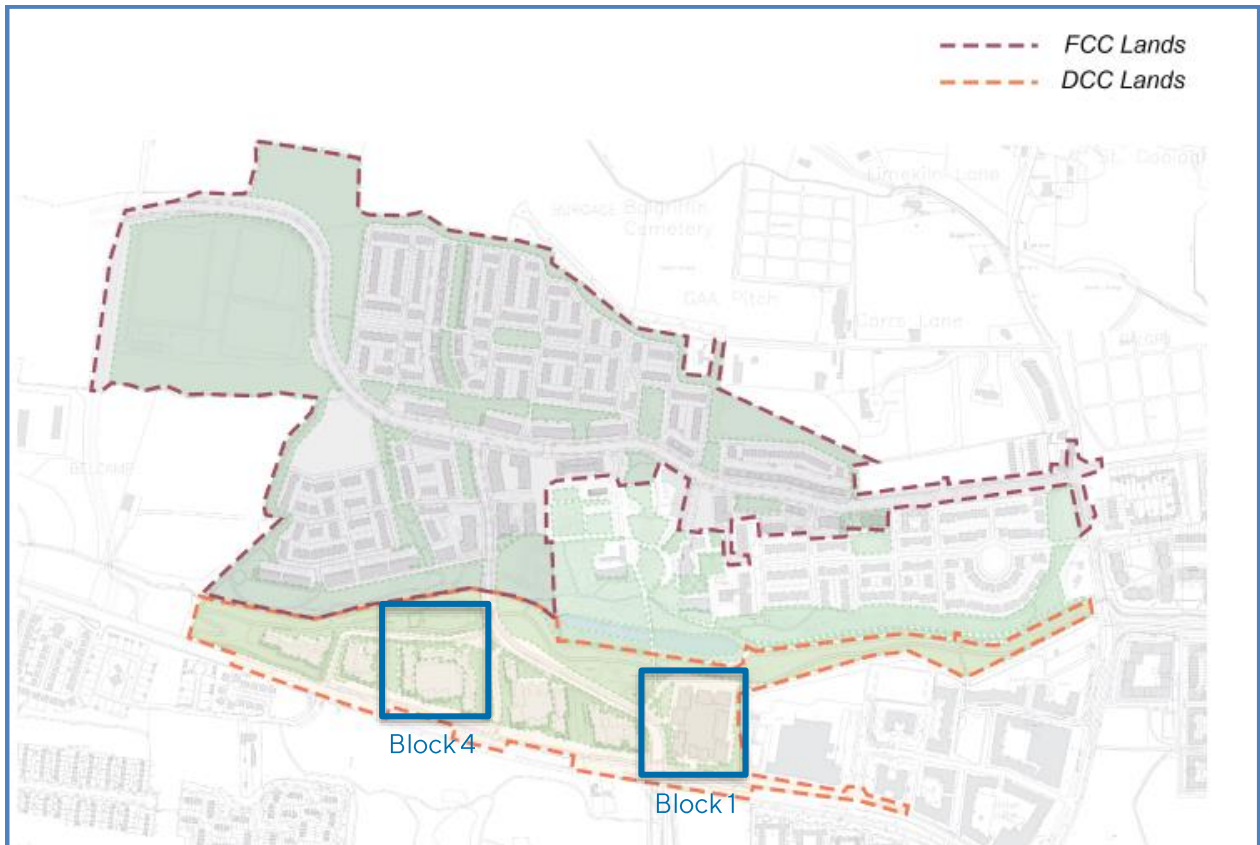 FCC Lands
DCC Lands
Limekiln Lane
Balgriffin
Cemetery
GAA Pitch
Carrs Lane
BELCAMP
Block 4
Block 1